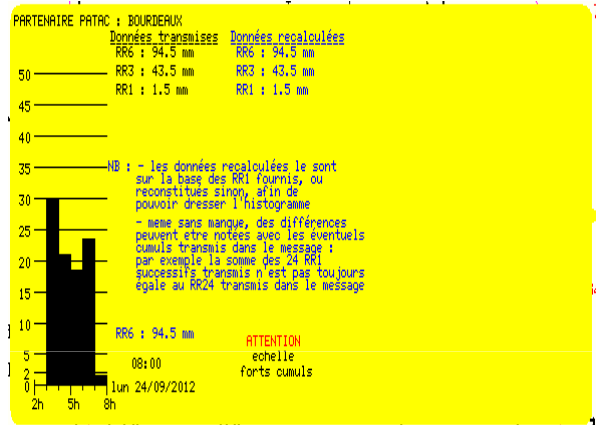 PARTENAIRE PATAC : BOURDEAUX
Données transmises Données recalculées
RR6 : 94.5 mm RR6 : 94.5 mm
RR3 : 43.5 mm RR3 : 43.5 mm
RR1 : 1.5 mm RR1 : 1.5 mm
50
45
40
35
30
25
20
15
10
5
2
0
NB : - les données recalculées le sont
sur la base des RR1 fournis, ou
reconstitués sinon, afin de
pouvoir dresser l'histogramme
- meme sans manque, des différences
peuvent etre notées avec les éventuels
cumuls transmis dans le message :
par exemple la somme des 24 RR1
successifs transmis n'est pas toujours
égale au RR24 transmis dans le message
RR6 : 94.5 mm
ATTENTION
echelle
forts cumuls
08:00
lun 24/09/2012
2h 5h 8h